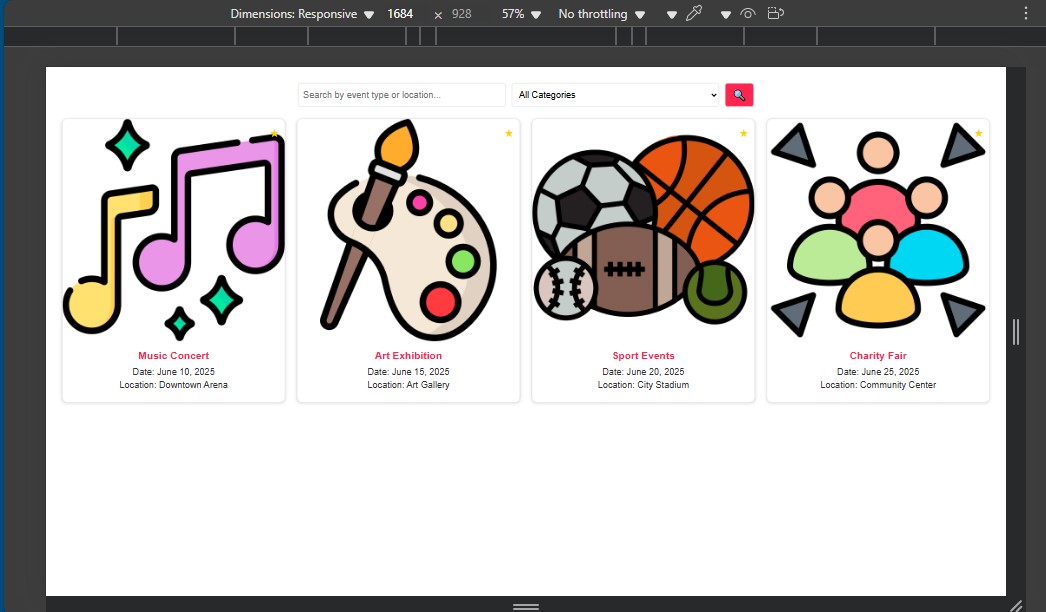 Dimensions: Responsive 1684 × 928 57% No throttling
Search by event type or location... All Categories
Music Concert
Date: June 10, 2025
Location: Downtown Arena
Art Exhibition
Date: June 15, 2025
Location: Art Gallery
Sport Events
Date: June 20, 2025
Location: City Stadium
Charity Fair
Date: June 25, 2025
Location: Community Center